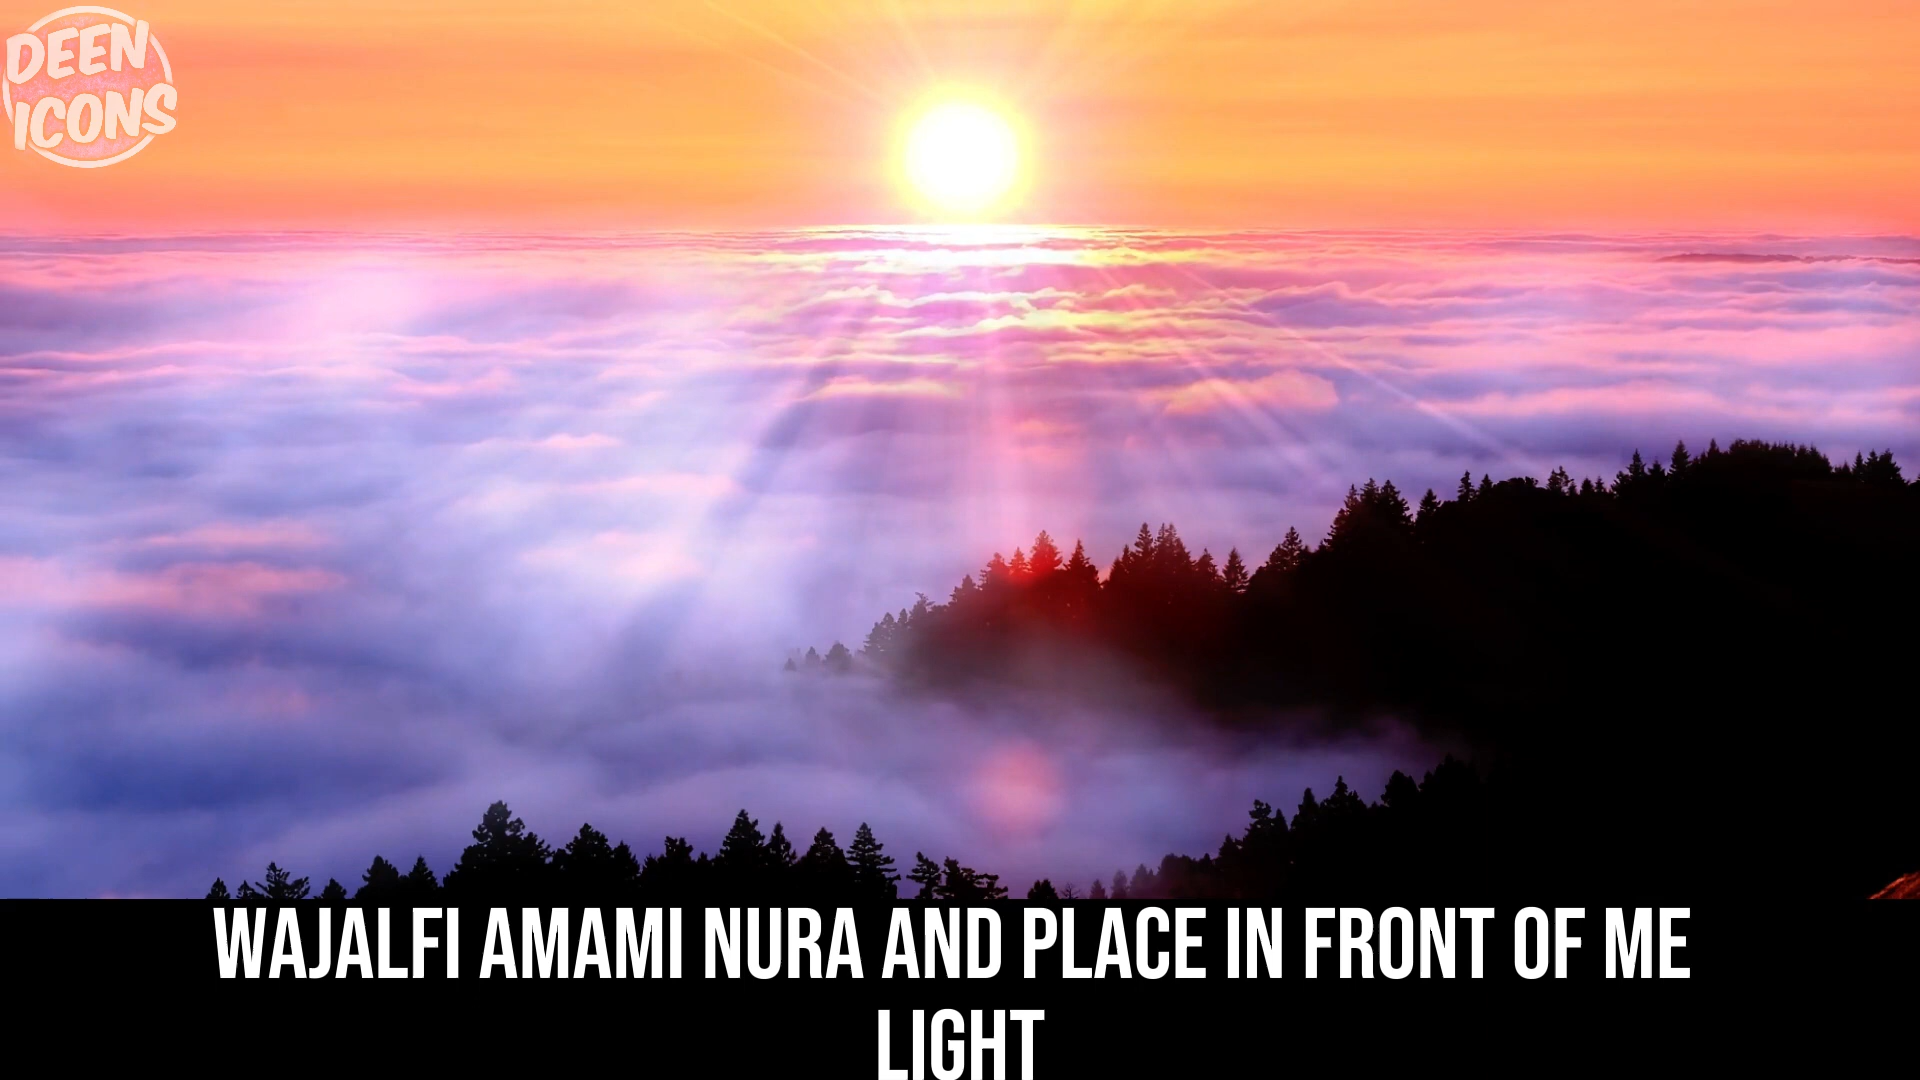 DEEN
ICONS
WAJALFI AMAMI NURA AND PLACE IN FRONT OF ME
LIGHT